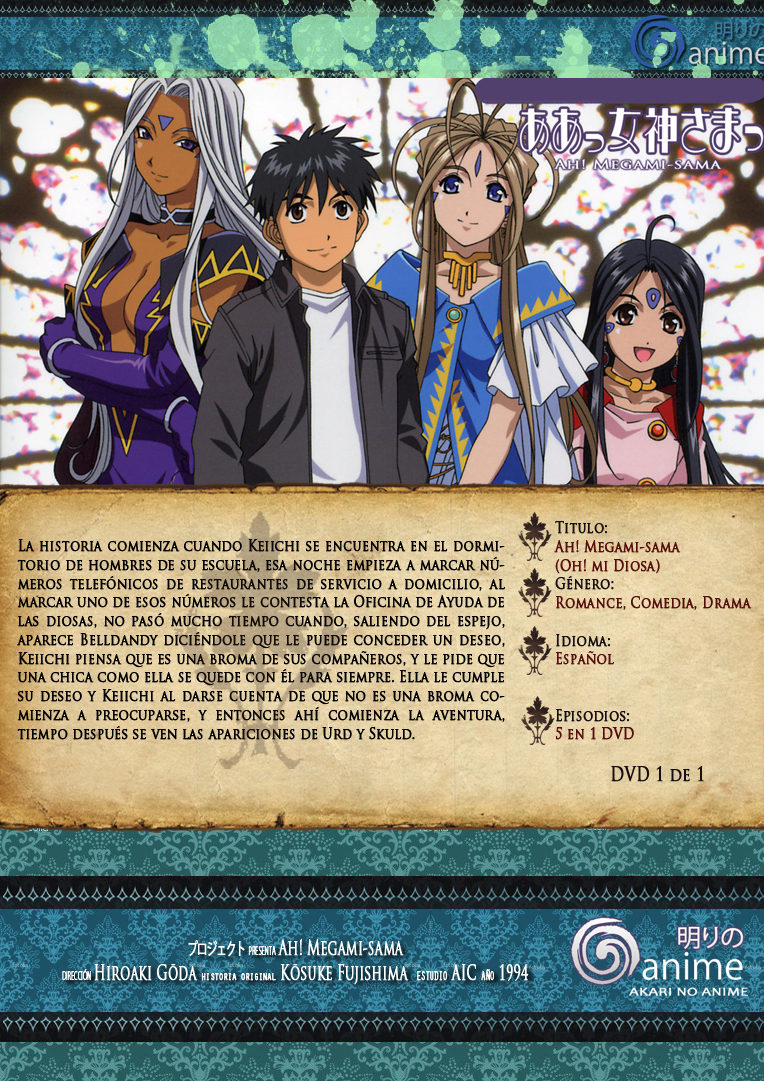 明りの
anime
ああっ女神さまっ
AH! MEGAMI-SAMA
La historia comienza cuando Keiichi se encuentra en el dormi-
torio de hombres de su escuela, esa noche empieza a marcar nú-
meros telefónicos de restaurantes de servicio a domicilio, al
marcar uno de esos números le contesta la Oficina de Ayuda de
las diosas, no pasó mucho tiempo cuando, saliendo del espejo,
aparece Belldandy diciéndole que le puede conceder un deseo,
Keiichi piensa que es una broma de sus compañeros, y le pide que
una chica como ella se quede con él para siempre. Ella le cumple
su deseo y Keiichi al darse cuenta de que no es una broma co-
mienza a preocuparse, y entonces ahí comienza la aventura,
tiempo después se ven las apariciones de Urd y Skuld.
Titulo:
Ah! Megami-sama
(Oh! mi Diosa)
Género:
Romance, Comedia, Drama
Idioma:
Español
Episodios:
5 en 1 DVD
DVD 1 de 1
プロジェクト presenta Ah! Megami-sama
dirección Hiroaki Gōda historia original Kōsuke Fujishima estudio AIC año 1994
明りの
anime
AKARI NO ANIME